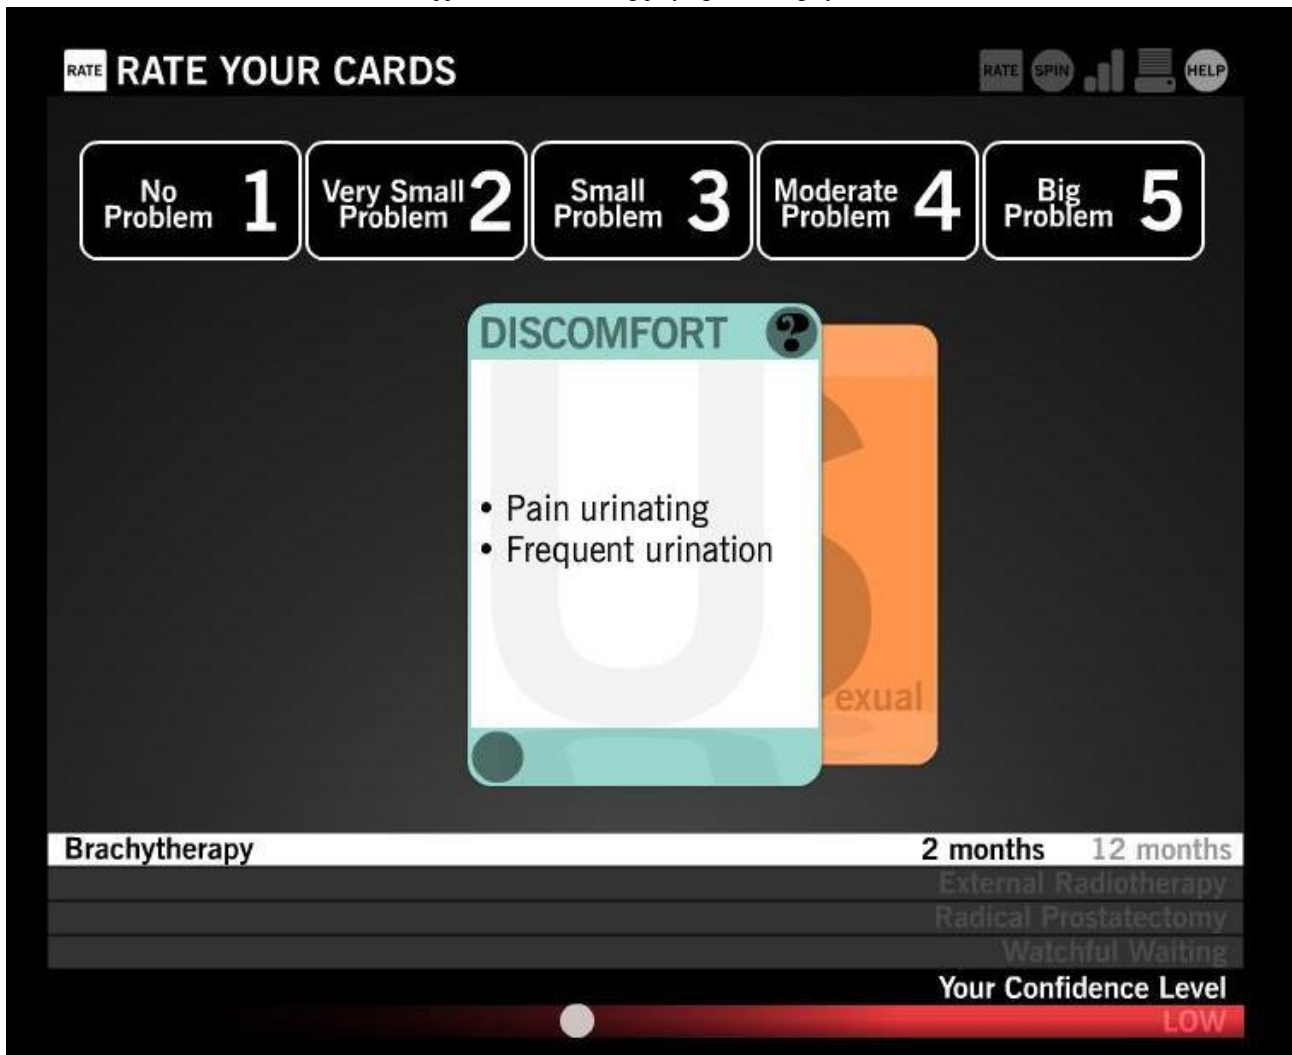 RATE RATE YOUR CARDS
RATE SPIN HELP
No Problem 1
Very Small Problem 2
Small Problem 3
Moderate Problem 4
Big Problem 5
DISCOMFORT ?
U
S
• Pain urinating
• Frequent urination
exual
Brachytherapy 2 months 12 months
External Radiotherapy
Radical Prostatectomy
Watchful Waiting
Your Confidence Level
LOW